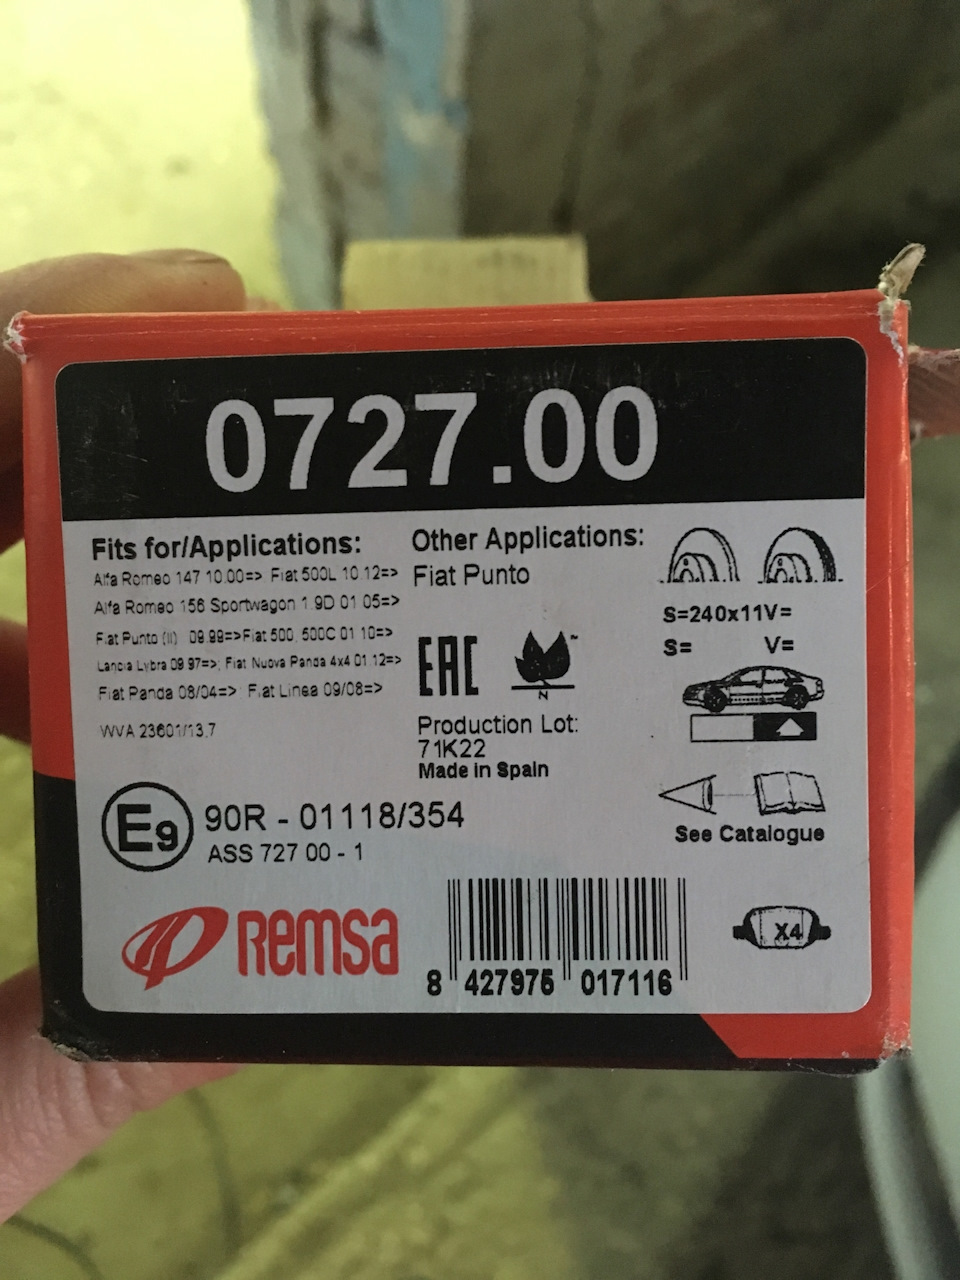 0727.00
Fits for/Applications:
Alfa Romeo 147 10.00=> Fiat 500L 10.12=>
Alfa Romeo 156 Sportwagon 1.9D 01 05=>
Fiat Punto (II) 09.99=>Fiat 500, 500C 01 10=>
Lancia Lybra 09 97=>; Fiat Nuova Panda 4x4 01 12=>
Fiat Panda 08/04=> Fiat Linea 09/08=>
WVA 23601/13,7
Other Applications:
Fiat Punto
EAC
™
N
Production Lot:
71K22
Made in Spain
S=240x11V=
S= V=
See Catalogue
E9 90R - 01118/354
ASS 727 00 - 1
Remsa
8 427975 017116
X4